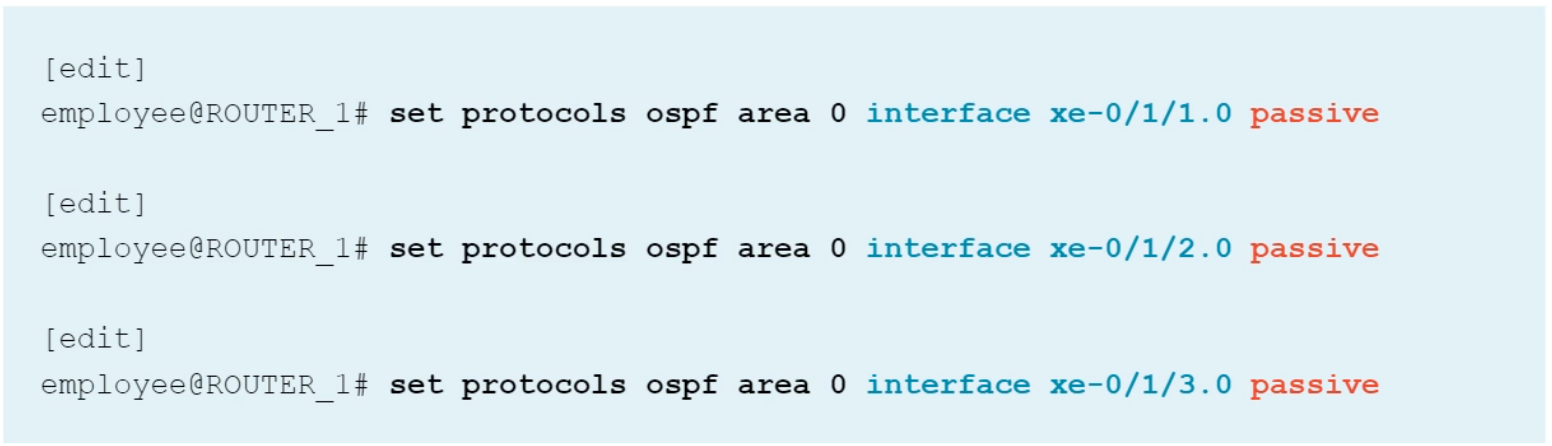 [edit]
employee@ROUTER_1# set protocols ospf area 0 interface xe-0/1/1.0 passive
[edit]
employee@ROUTER_1# set protocols ospf area 0 interface xe-0/1/2.0 passive
[edit]
employee@ROUTER_1# set protocols ospf area 0 interface xe-0/1/3.0 passive